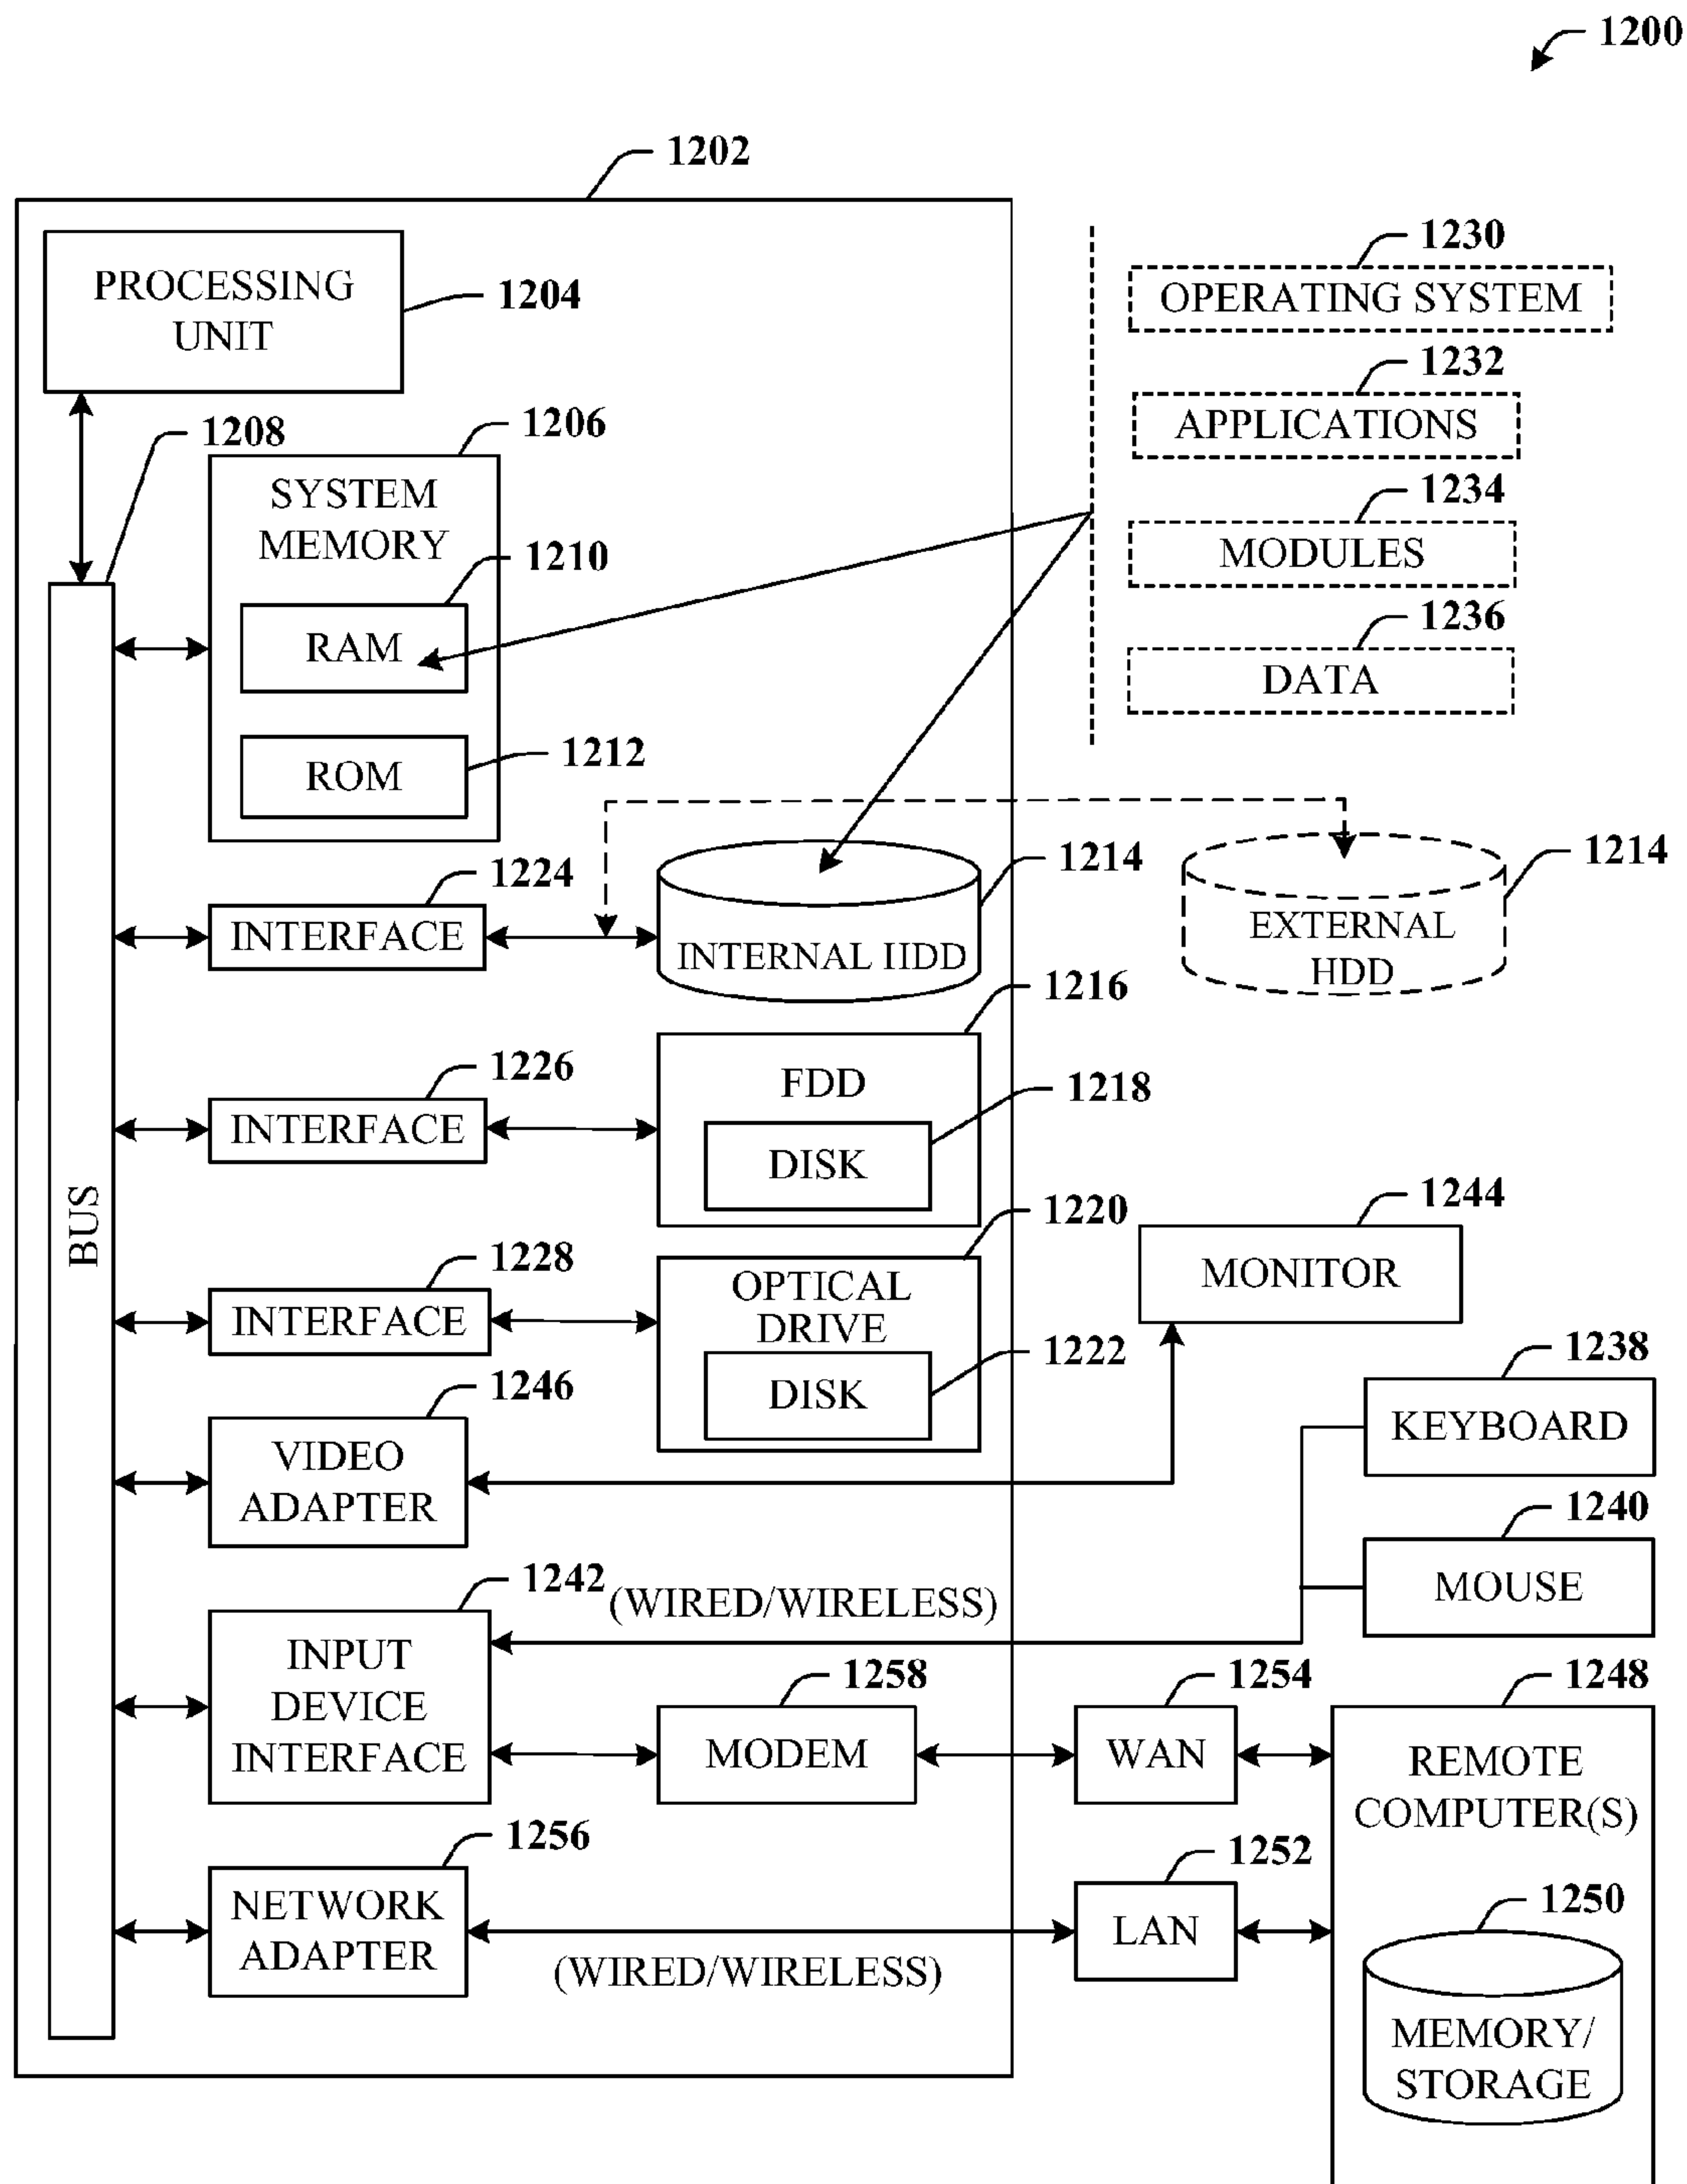 1200
1202
PROCESSING
UNIT
1204
1230
OPERATING SYSTEM
1232
APPLICATIONS
1234
MODULES
1236
DATA
1208
1206
SYSTEM
MEMORY
1210
RAM
1212
ROM
1224
INTERFACE
1214
INTERNAL HDD
1214
EXTERNAL
HDD
1216
FDD
1226
INTERFACE
1218
DISK
BUS
1220
OPTICAL
DRIVE
1228
INTERFACE
1222
DISK
1244
MONITOR
1246
VIDEO
ADAPTER
1238
KEYBOARD
1240
MOUSE
1242
(WIRED/WIRELESS)
INPUT
DEVICE
INTERFACE
1258
MODEM
1254
WAN
1248
REMOTE
COMPUTER(S)
1256
NETWORK
ADAPTER
(WIRED/WIRELESS)
1252
LAN
1250
MEMORY/
STORAGE